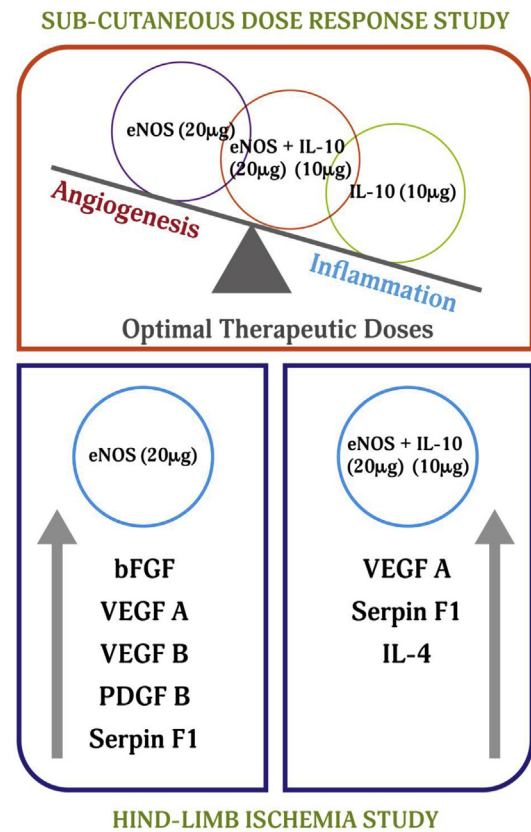 SUB-CUTANEOUS DOSE RESPONSE STUDY
eNOS (20μg)
eNOS + IL-10
(20μg) (10μg)
IL-10 (10μg)
Angiogenesis
Inflammation
Optimal Therapeutic Doses
eNOS (20μg)
bFGF
VEGF A
VEGF B
PDGF B
Serpin F1
eNOS + IL-10
(20μg) (10μg)
VEGF A
Serpin F1
IL-4
HIND-LIMB ISCHEMIA STUDY